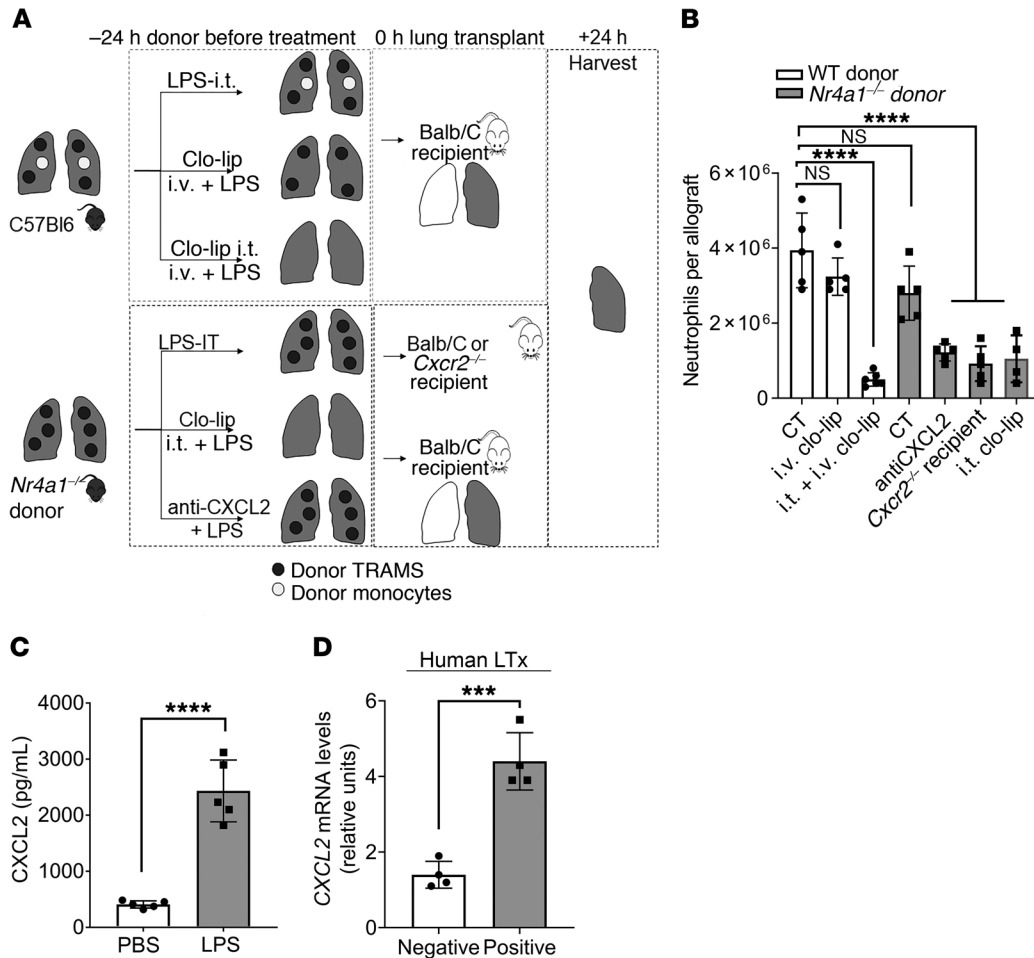 A
–24 h donor before treatment
0 h lung transplant
+24 h
Harvest
LPS-i.t.
Clo-lip
i.v. + LPS
Clo-lip i.t.
i.v. + LPS
C57Bl6
Balb/C
recipient
LPS-IT
Clo-lip
i.t. + LPS
anti-CXCL2
+ LPS
Nr4a1–/–
donor
Balb/C or
Cxcr2–/–
recipient
Balb/C
recipient
Donor TRAMS
Donor monocytes
B
WT donor
Nr4a1–/– donor
****
NS
****
NS
Neutrophils per allograft
6 × 10⁶
4 × 10⁶
2 × 10⁶
0
CT
i.v. clo-lip
i.t. + i.v. clo-lip
CT
antiCXCL2
Cxcr2–/– recipient
i.t. clo-lip
C
****
CXCL2 (pg/mL)
4000
3000
2000
1000
0
PBS
LPS
D
Human LTx
***
CXCL2 mRNA levels
(relative units)
6
4
2
0
Negative
Positive